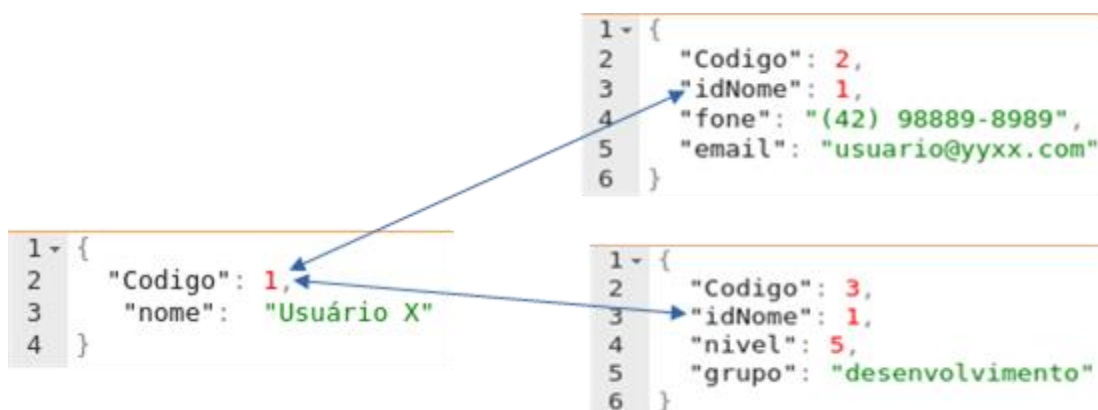 1 {
2 "Codigo": 2,
3 "idNome": 1,
4 "fone": "(42) 98889-8989",
5 "email": "usuario@yyxx.com"
6 }
1 {
2 "Codigo": 1,
3 "nome": "Usuário X"
4 }
1 {
2 "Codigo": 3,
3 "idNome": 1,
4 "nivel": 5,
5 "grupo": "desenvolvimento"
6 }